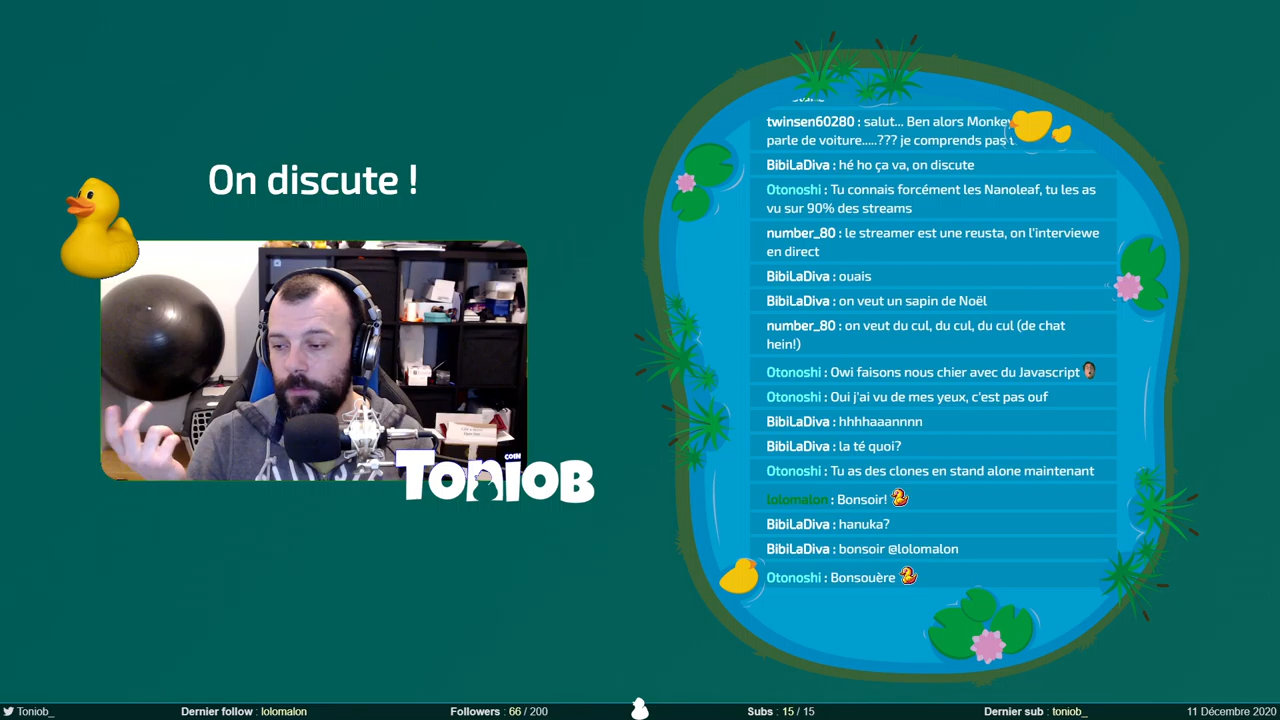 On discute !
COIN
TONIOB
twinsen60280 : salut... Ben alors Monkey
parle de voiture.....??? je comprends pas
BibiLaDiva : hé ho ça va, on discute
Otonoshi : Tu connais forcément les Nanoleaf, tu les as
vu sur 90% des streams
number_80 : le streamer est une reusta, on l'interviewe
en direct
BibiLaDiva : ouais
BibiLaDiva : on veut un sapin de Noël
number_80 : on veut du cul, du cul, du cul (de chat
hein!)
Otonoshi : Owi faisons nous chier avec du Javascript
Otonoshi : Oui j'ai vu de mes yeux, c'est pas ouf
BibiLaDiva : hhhhaaannnn
BibiLaDiva : la té quoi?
Otonoshi : Tu as des clones en stand alone maintenant
lolomalon : Bonsoir!
BibiLaDiva : hanuka?
BibiLaDiva : bonsoir @lolomalon
Otonoshi : Bonsouère
Toniob_
Dernier follow : lolomalon
Followers : 66 / 200
Subs : 15 / 15
Dernier sub : toniob_
11 Décembre 2020